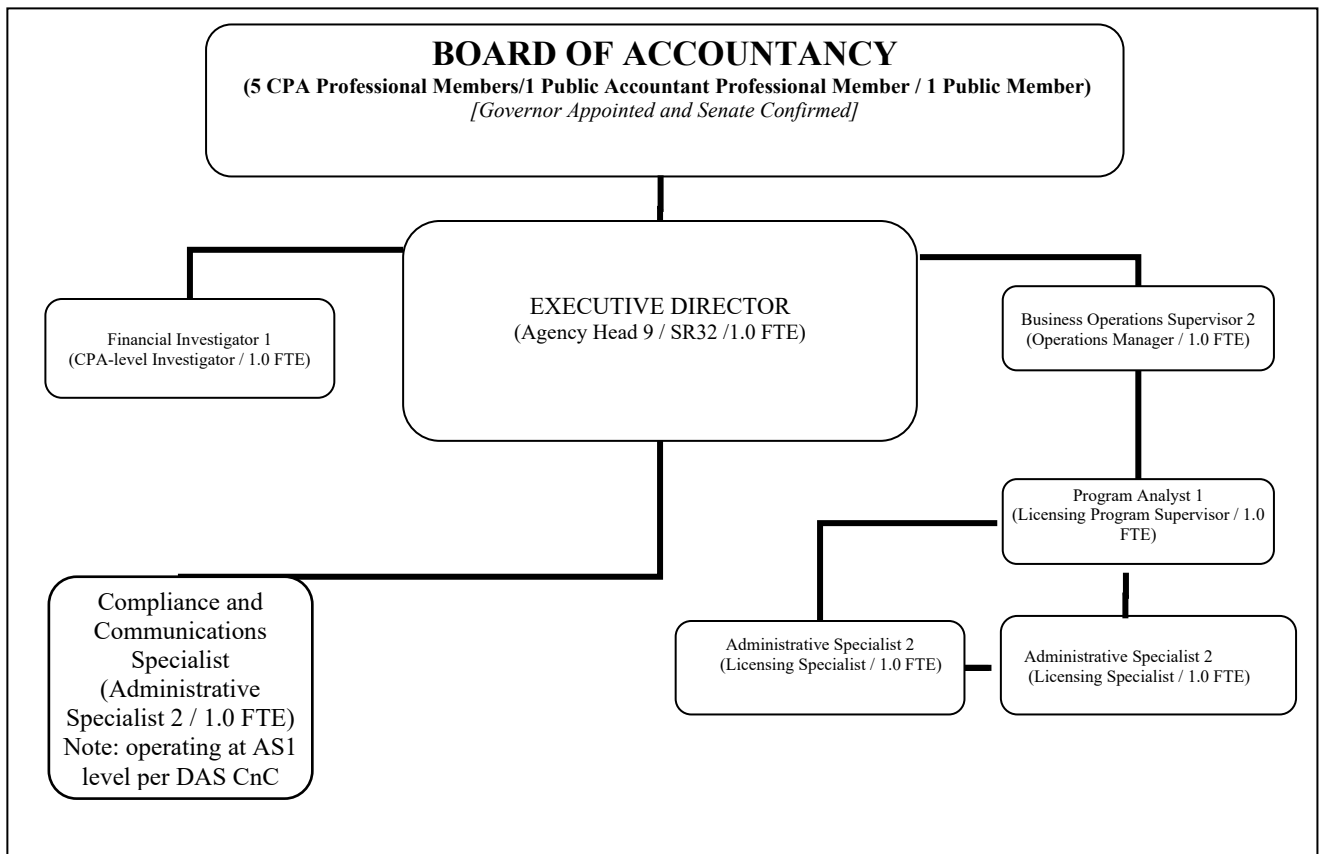 BOARD OF ACCOUNTANCY
(5 CPA Professional Members/1 Public Accountant Professional Member / 1 Public Member)
[Governor Appointed and Senate Confirmed]
EXECUTIVE DIRECTOR
(Agency Head 9 / SR32 /1.0 FTE)
Financial Investigator 1
(CPA-level Investigator / 1.0 FTE)
Business Operations Supervisor 2
(Operations Manager / 1.0 FTE)
Program Analyst 1
(Licensing Program Supervisor / 1.0
FTE)
Compliance and
Communications
Specialist
(Administrative
Specialist 2 / 1.0 FTE)
Note: operating at AS1
level per DAS CnC
Administrative Specialist 2
(Licensing Specialist / 1.0 FTE)
Administrative Specialist 2
(Licensing Specialist / 1.0 FTE)